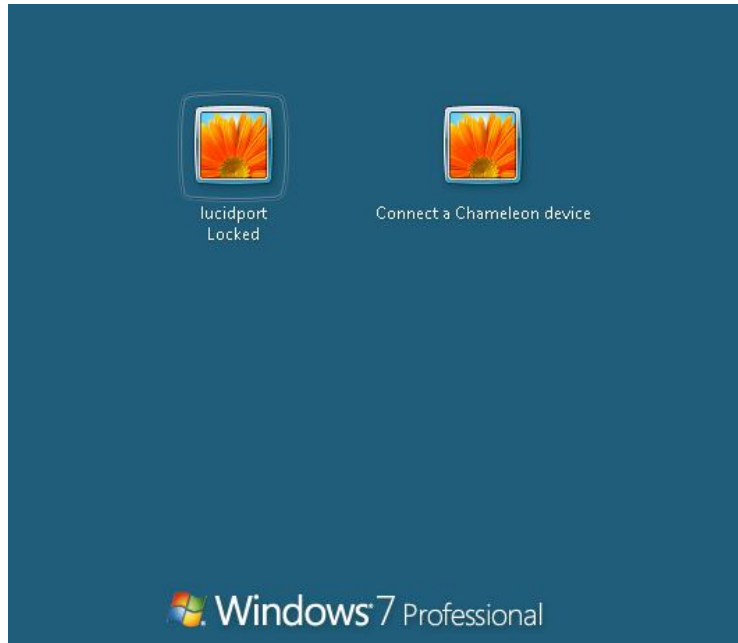 lucidport
Locked
Connect a Chameleon device
Windows 7 Professional